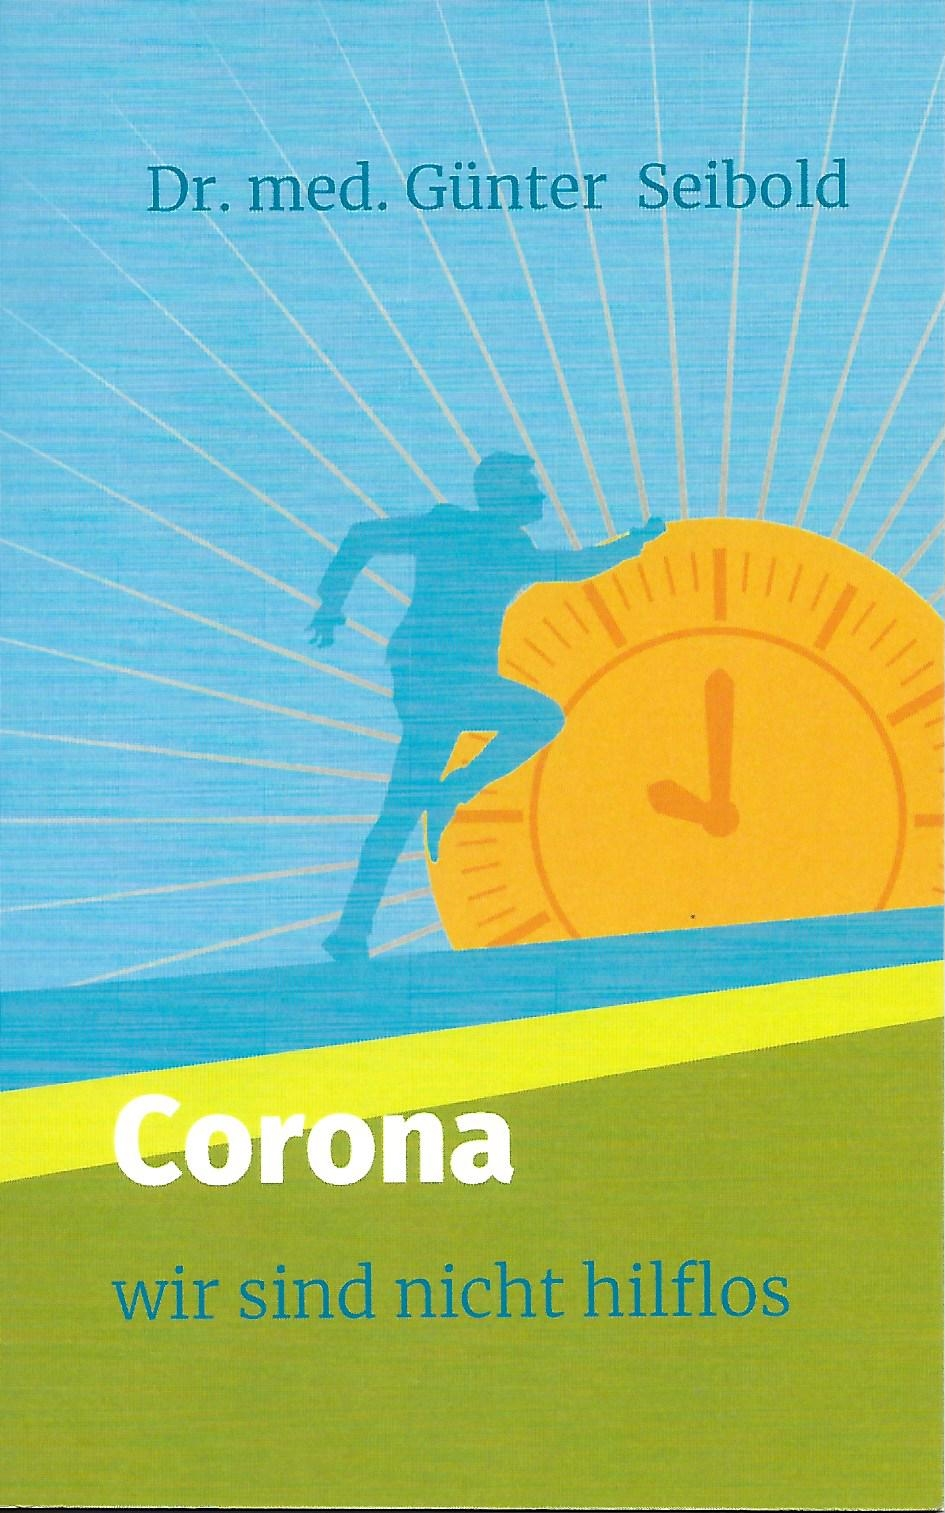 Dr. med. Günter Seibold
Corona
wir sind nicht hilflos